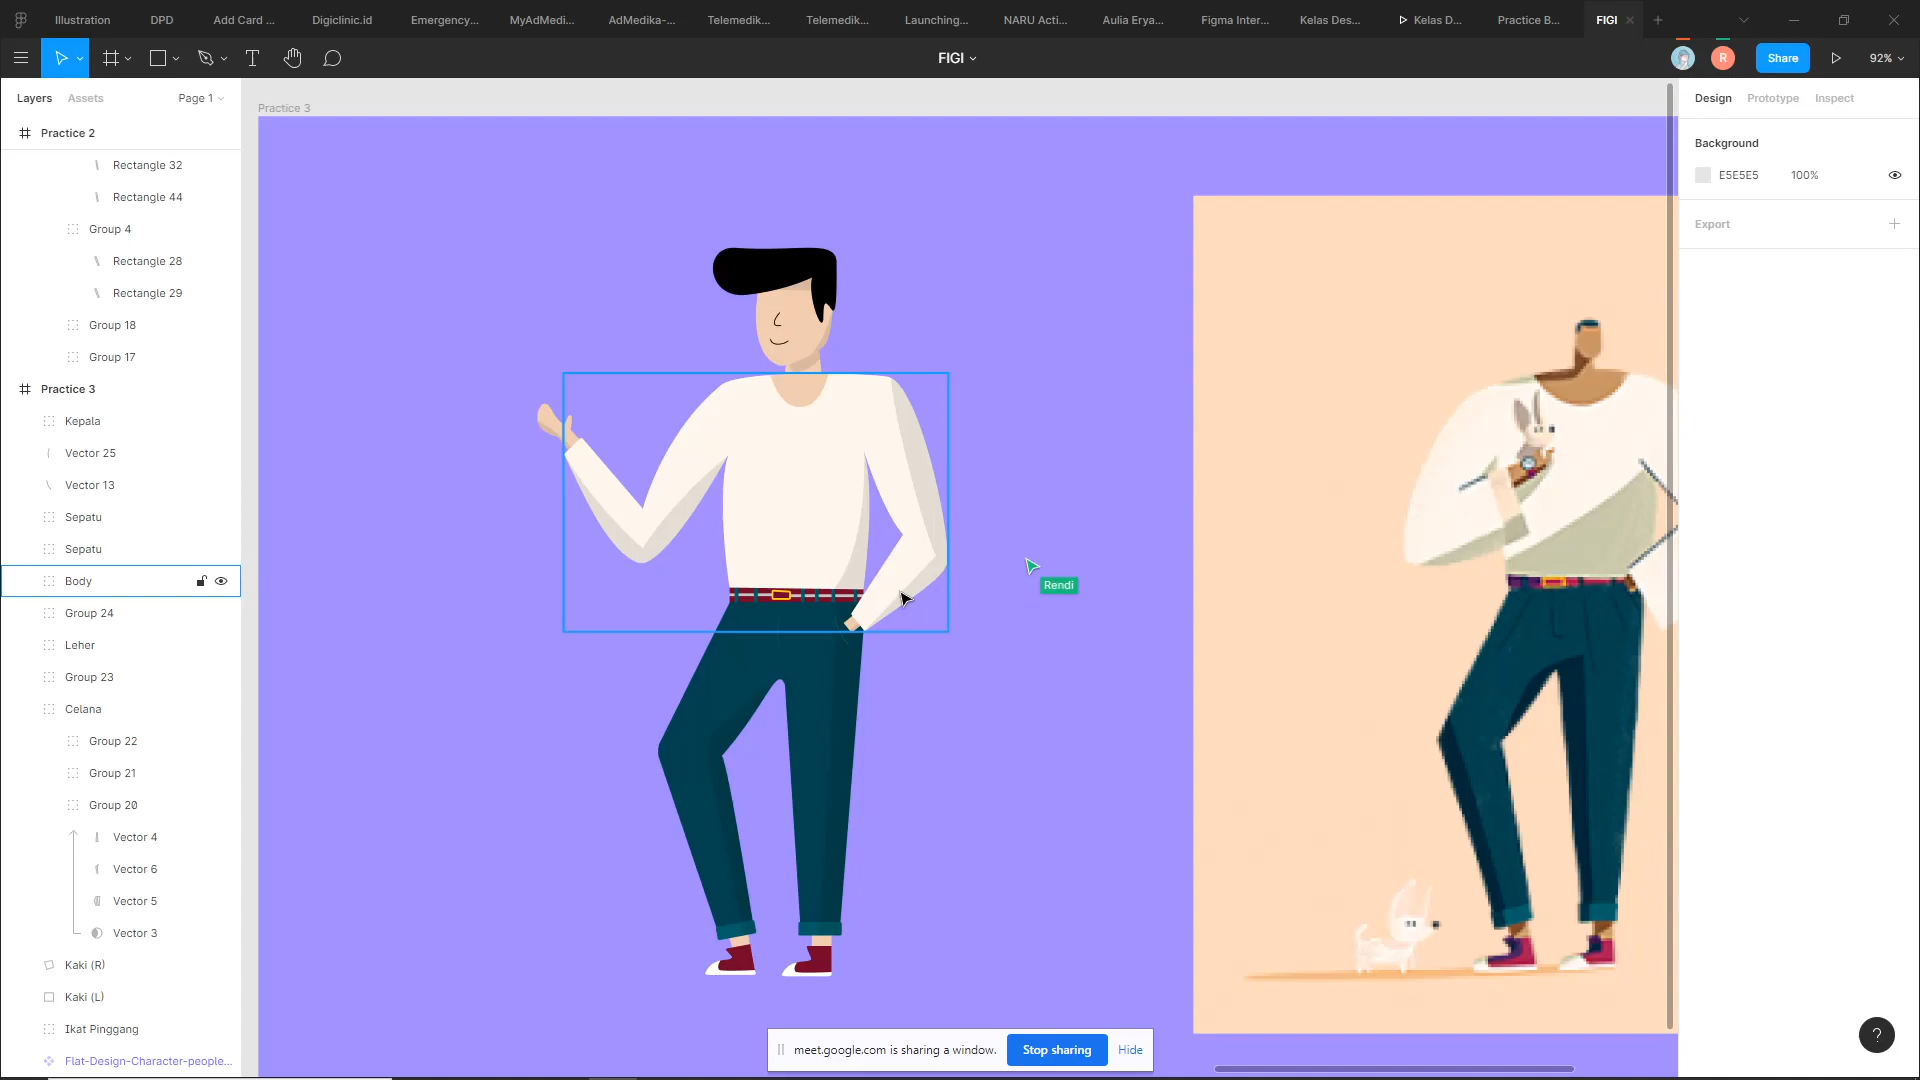 Illustration
DPD
Add Card ...
Digiclinic.id
Emergency...
MyAdMedi...
AdMedika-...
Telemedik...
Telemedik...
Launching...
NARU Acti...
Aulia Erya...
Figma Inter...
Kelas Des...
Kelas D...
Practice B...
FIGI
FIGI
R
Share
92%
Layers
Assets
Page 1
Practice 2
Rectangle 32
Rectangle 44
Group 4
Rectangle 28
Rectangle 29
Group 18
Group 17
Practice 3
Kepala
Vector 25
Vector 13
Sepatu
Sepatu
Body
Group 24
Leher
Group 23
Celana
Group 22
Group 21
Group 20
Vector 4
Vector 6
Vector 5
Vector 3
Kaki (R)
Kaki (L)
Ikat Pinggang
Flat-Design-Character-people...
Practice 3
Rendi
meet.google.com is sharing a window.
Stop sharing
Hide
Design
Prototype
Inspect
Background
E5E5E5
100%
Export
?